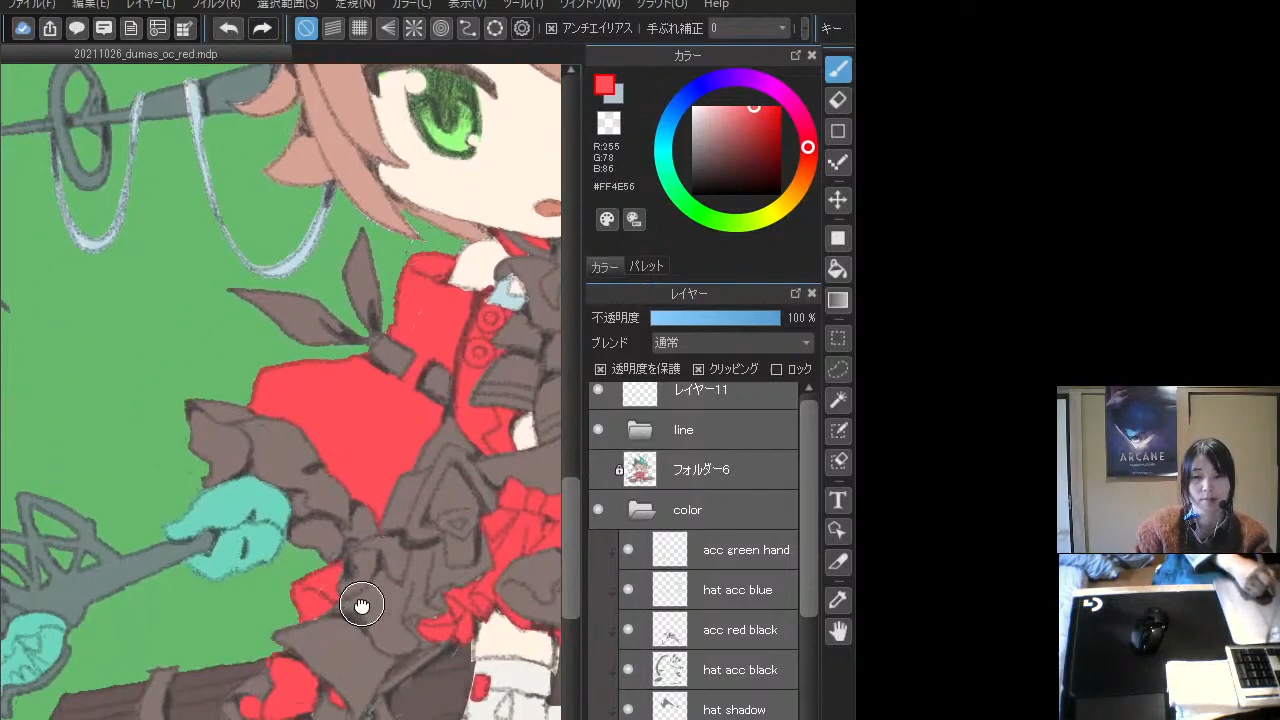 ファイル(F) 編集(E) レイヤー(L) フィルタ(R) 選択範囲(S) 定規(N) カラー(C) 表示(V) ツール(T) ウインドウ(W) クラウド(O) Help
アンチエイリアス 手ぶれ補正 0 キー
20211026_dumas_oc_red.mdp
カラー
R:255
G:78
B:86
#FF4E56
カラー パレット
レイヤー
不透明度 100 %
ブレンド 通常
透明度を保護 クリッピング ロック
レイヤー11
line
フォルダー6
color
acc green hand
hat acc blue
acc red black
hat acc black
hat shadow
ARCANE